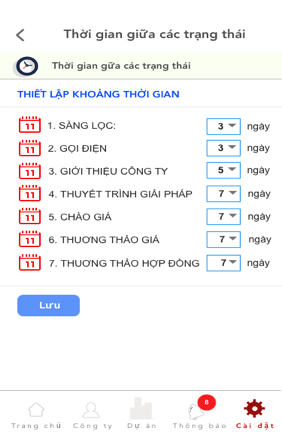 Thời gian giữa các trạng thái
Thời gian gữa các trạng thái
THIẾT LẬP KHOẢNG THỜI GIAN
11 1. SÀNG LỌC: 3 ngày
11 2. GỌI ĐIỆN 3 ngày
11 3. GIỚI THIỆU CÔNG TY 5 ngày
11 4. THUYẾT TRÌNH GIẢI PHÁP 7 ngày
11 5. CHÀO GIÁ 7 ngày
11 6. THUƠNG THẢO GIÁ 7 ngày
11 7. THUƠNG THẢO HỢP ĐỒNG 7 ngày
Lưu
8
Trang chủ Công ty Dự án Thông báo Cài đặt